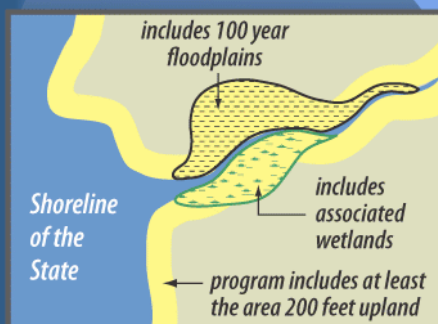 includes 100 year
floodplains
Shoreline
of the
State
includes
associated
wetlands
program includes at least
the area 200 feet upland